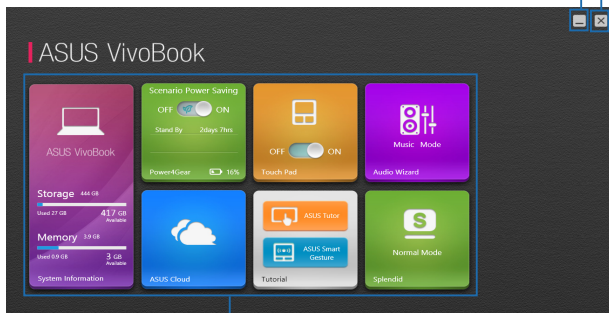 ASUS VivoBook
ASUS VivoBook
Storage 444 GB
Used 27 GB 417 GB
Available
Memory 3.9 GB
Used 0.9 GB 3 GB
Available
System Information
Scenario Power Saving
OFF ON
Stand By 2days 7hrs
Power4Gear 16%
OFF ON
Touch Pad
Music Mode
Audio Wizard
ASUS Cloud
ASUS Tutor
ASUS Smart
Gesture
Tutorial
S
Normal Mode
Splendid